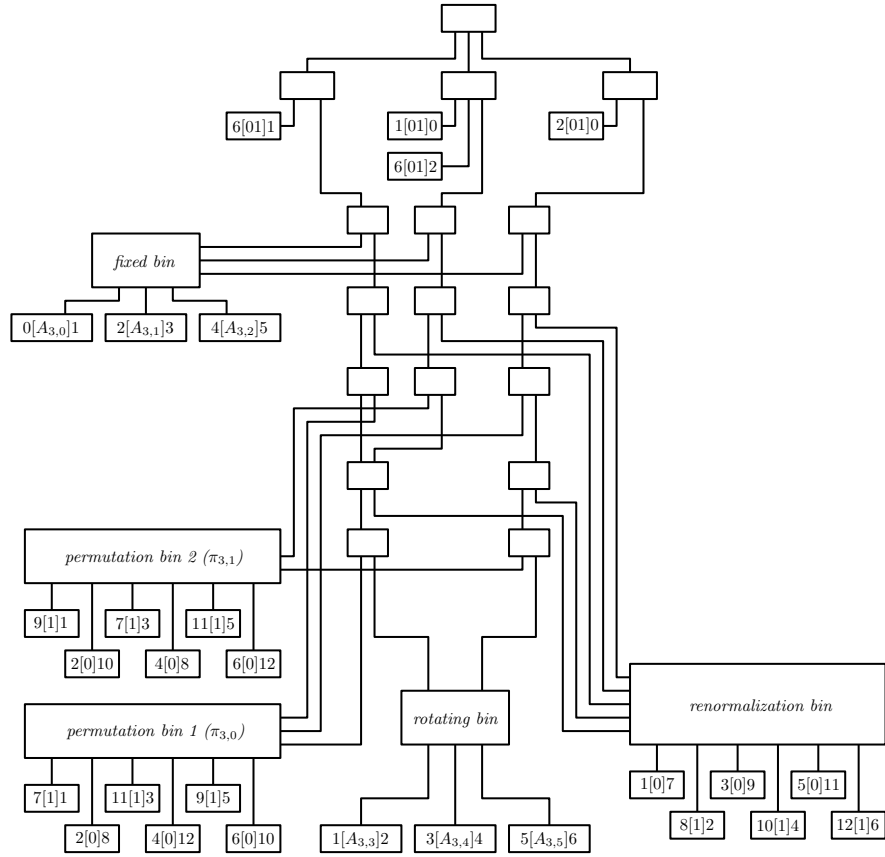 6[01]1
1[01]0
2[01]0
6[01]2
fixed bin
0[A_{3,0}]1
2[A_{3,1}]3
4[A_{3,2}]5
permutation bin 2 (π_{3,1})
9[1]1
7[1]3
11[1]5
2[0]10
4[0]8
6[0]12
permutation bin 1 (π_{3,0})
rotating bin
renormalization bin
7[1]1
11[1]3
9[1]5
1[0]7
3[0]9
5[0]11
2[0]8
4[0]12
6[0]10
1[A_{3,3}]2
3[A_{3,4}]4
5[A_{3,5}]6
8[1]2
10[1]4
12[1]6